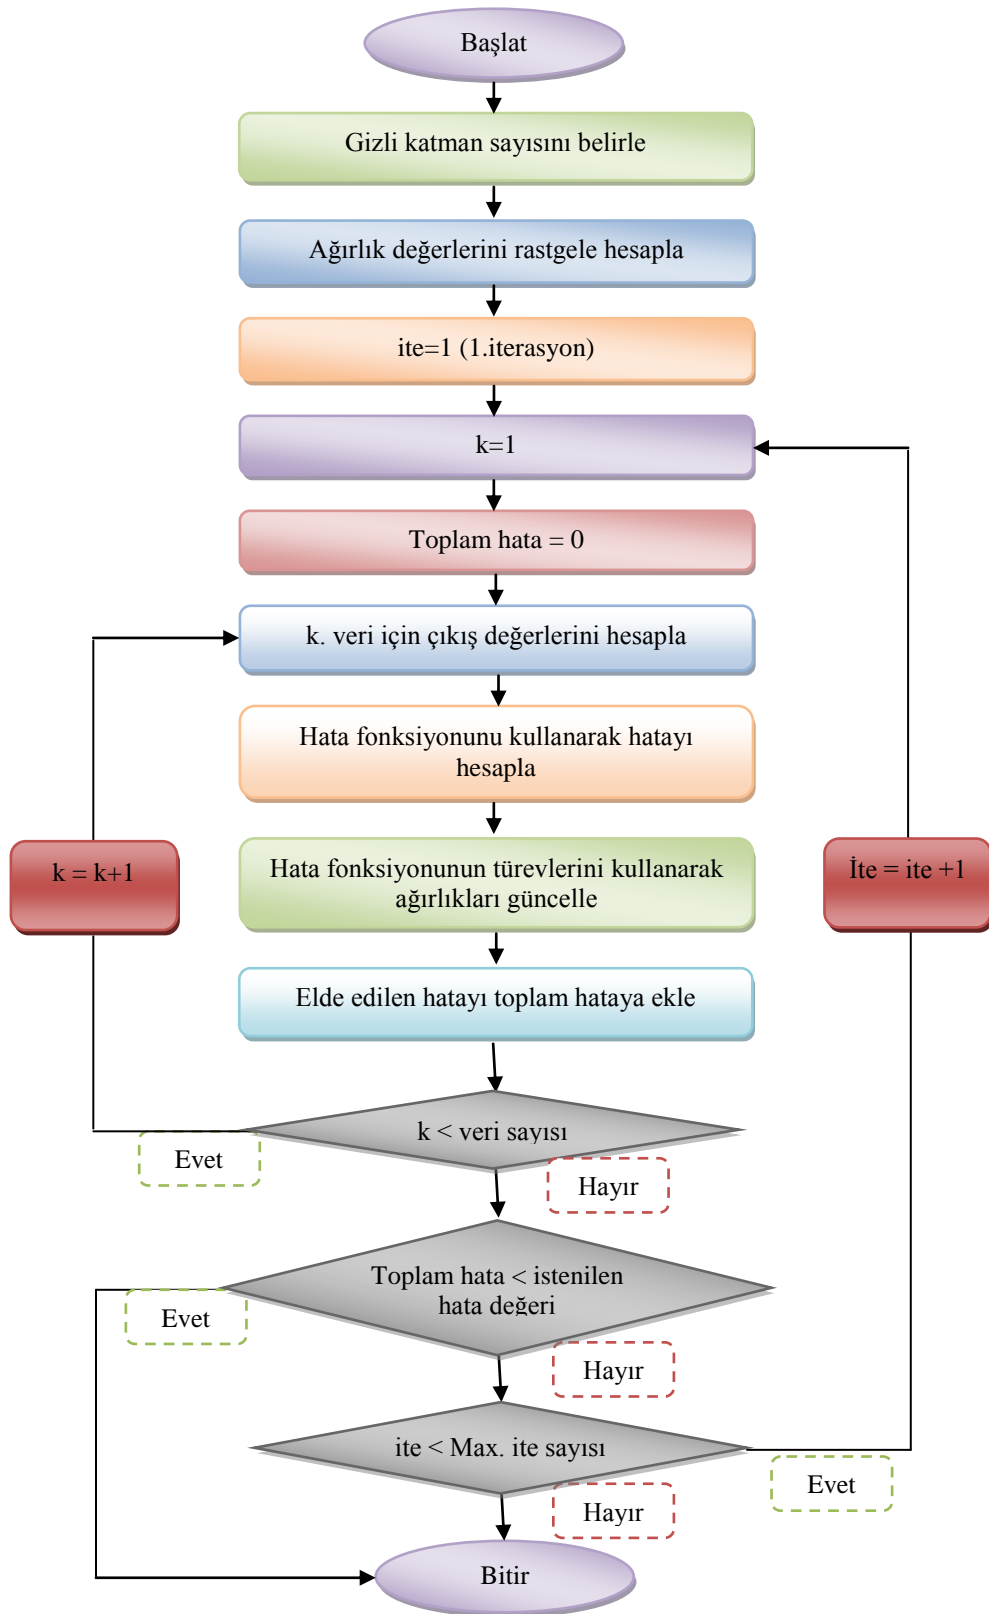 Başlat
Gizli katman sayısını belirle
Ağırlık değerlerini rastgele hesapla
ite=1 (1.iterasyon)
k=1
Toplam hata = 0
k. veri için çıkış değerlerini hesapla
Hata fonksiyonunu kullanarak hatayı
hesapla
k = k+1
Hata fonksiyonunun türevlerini kullanarak
ağırlıkları güncelle
İte = ite +1
Elde edilen hatayı toplam hataya ekle
k < veri sayısı
Evet
Hayır
Toplam hata < istenilen
hata değeri
Evet
Hayır
ite < Max. ite sayısı
Evet
Hayır
Bitir